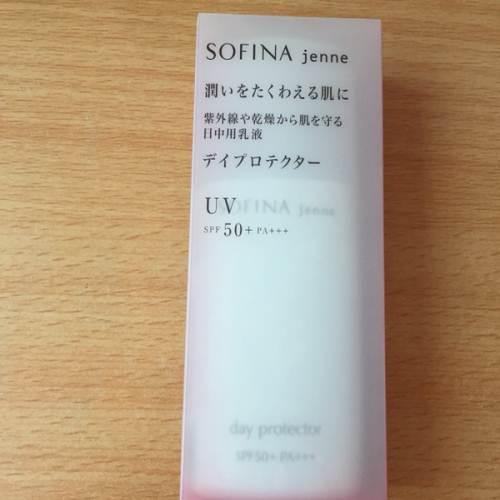 SOFINA jenne
潤いをたくわえる肌に
紫外線や乾燥から肌を守る
日中用乳液
デイプロテクター
UV
SPF 50+ PA+++
SOFINA jenne
day protector
SPF50+ PA+++